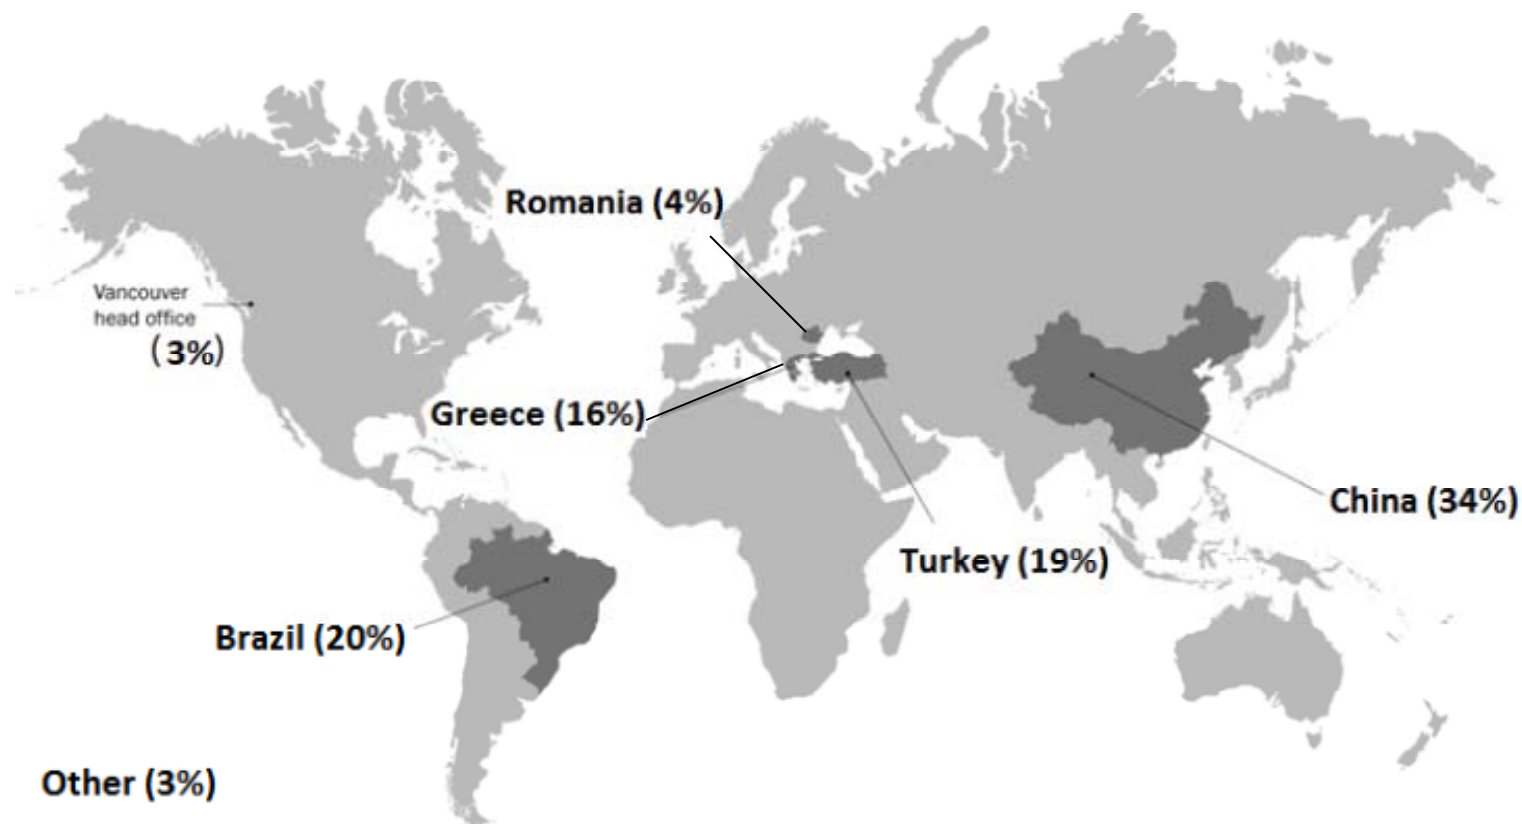 Romania (4%)
Vancouver
head office
(3%)
Greece (16%)
China (34%)
Turkey (19%)
Brazil (20%)
Other (3%)